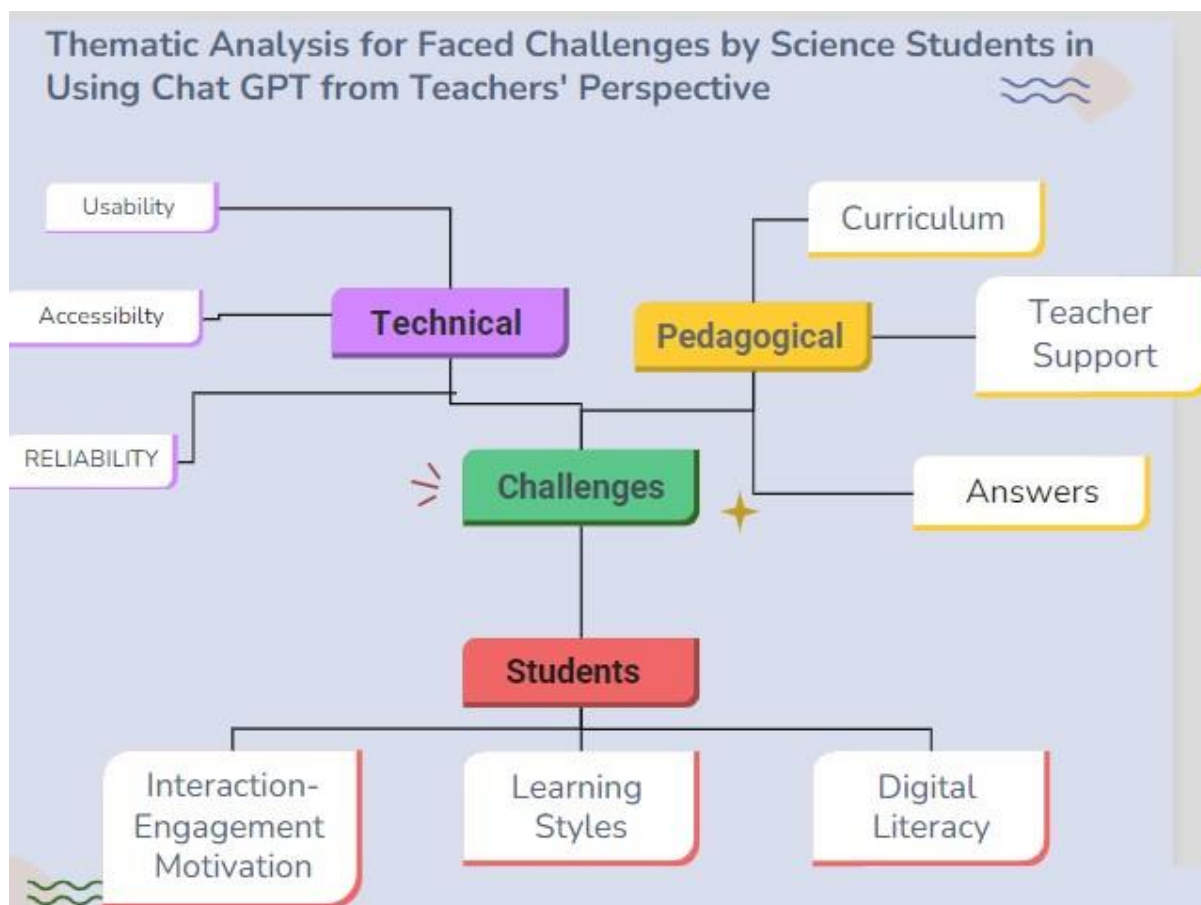 Thematic Analysis for Faced Challenges by Science Students in
Using Chat GPT from Teachers' Perspective
Usability
Accessibilty
RELIABILITY
Technical
Curriculum
Pedagogical
Teacher
Support
Answers
Challenges
Students
Interaction-
Engagement
Motivation
Learning
Styles
Digital
Literacy